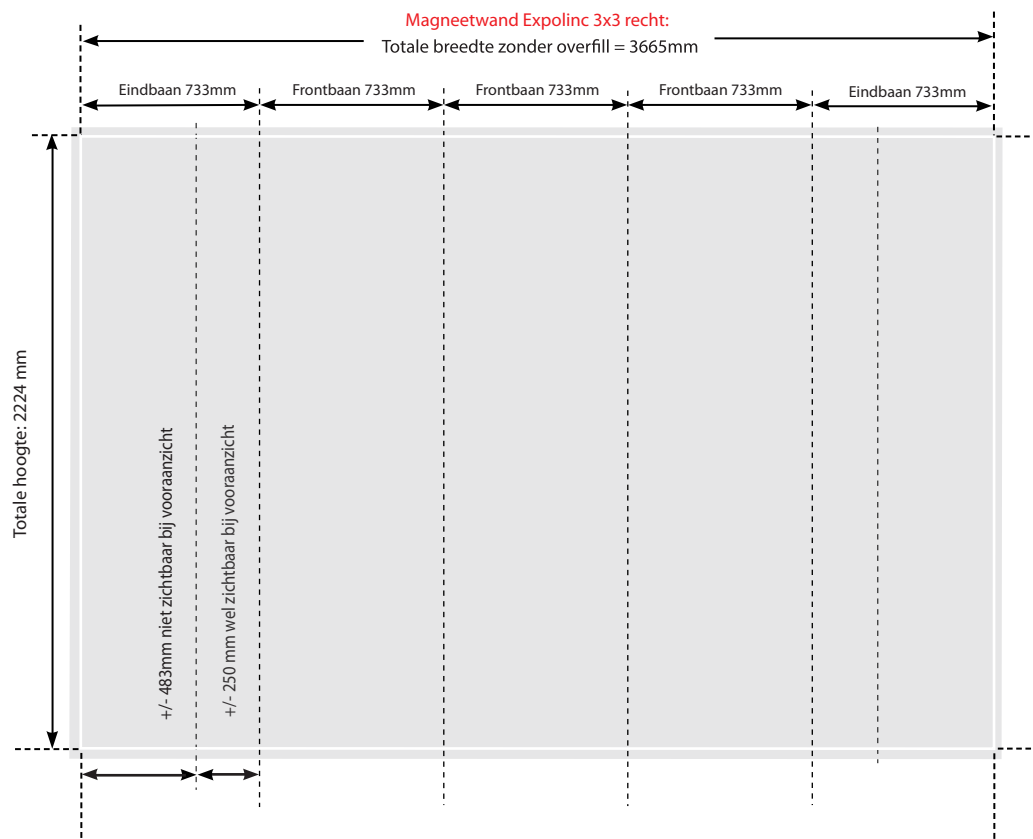 Magneetwand Expolinc 3x3 recht:
Totale breedte zonder overfill = 3665mm
Eindbaan 733mm
Frontbaan 733mm
Frontbaan 733mm
Frontbaan 733mm
Eindbaan 733mm
Totale hoogte: 2224 mm
+/- 483mm niet zichtbaar bij vooraanzicht
+/- 250 mm wel zichtbaar bij vooraanzicht